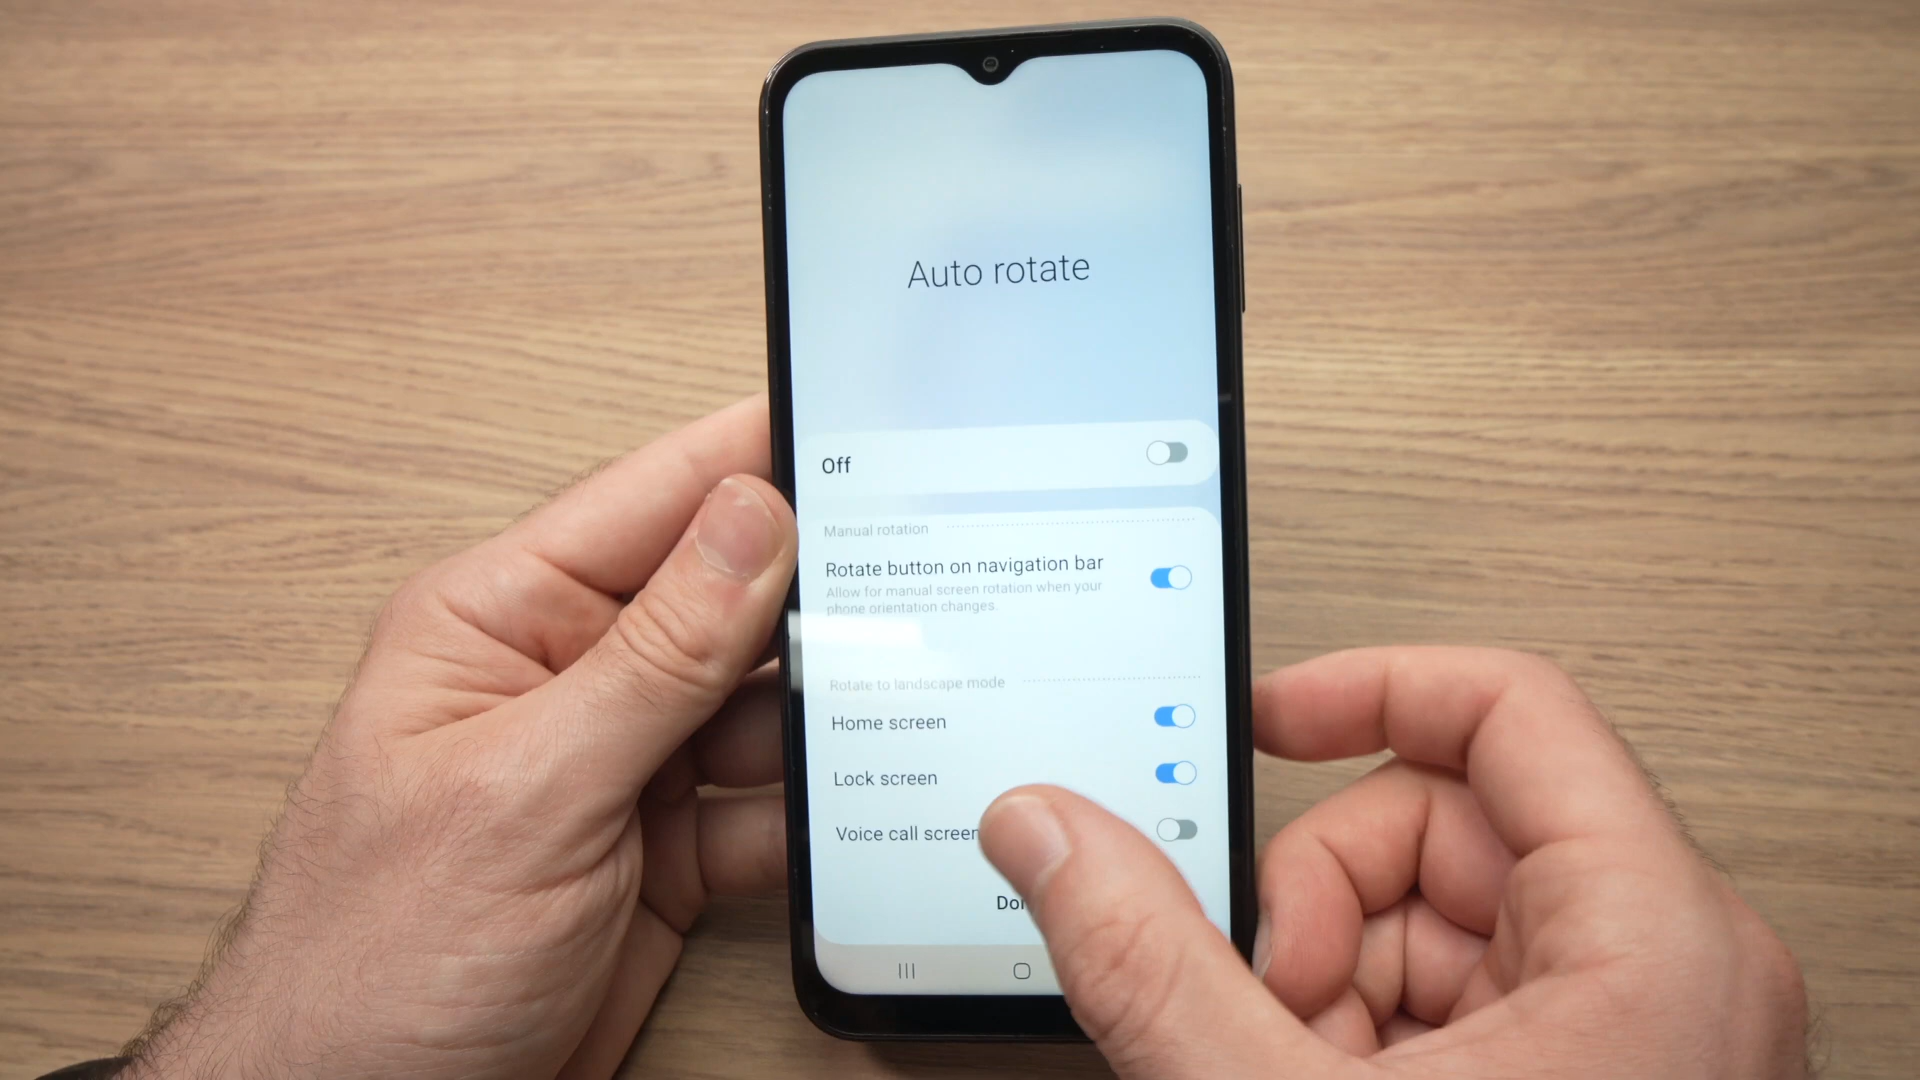 Auto rotate
Off
Manual rotation
Rotate button on navigation bar
Allow for manual screen rotation when your
phone orientation changes.
Rotate to landscape mode
Home screen
Lock screen
Voice call screen